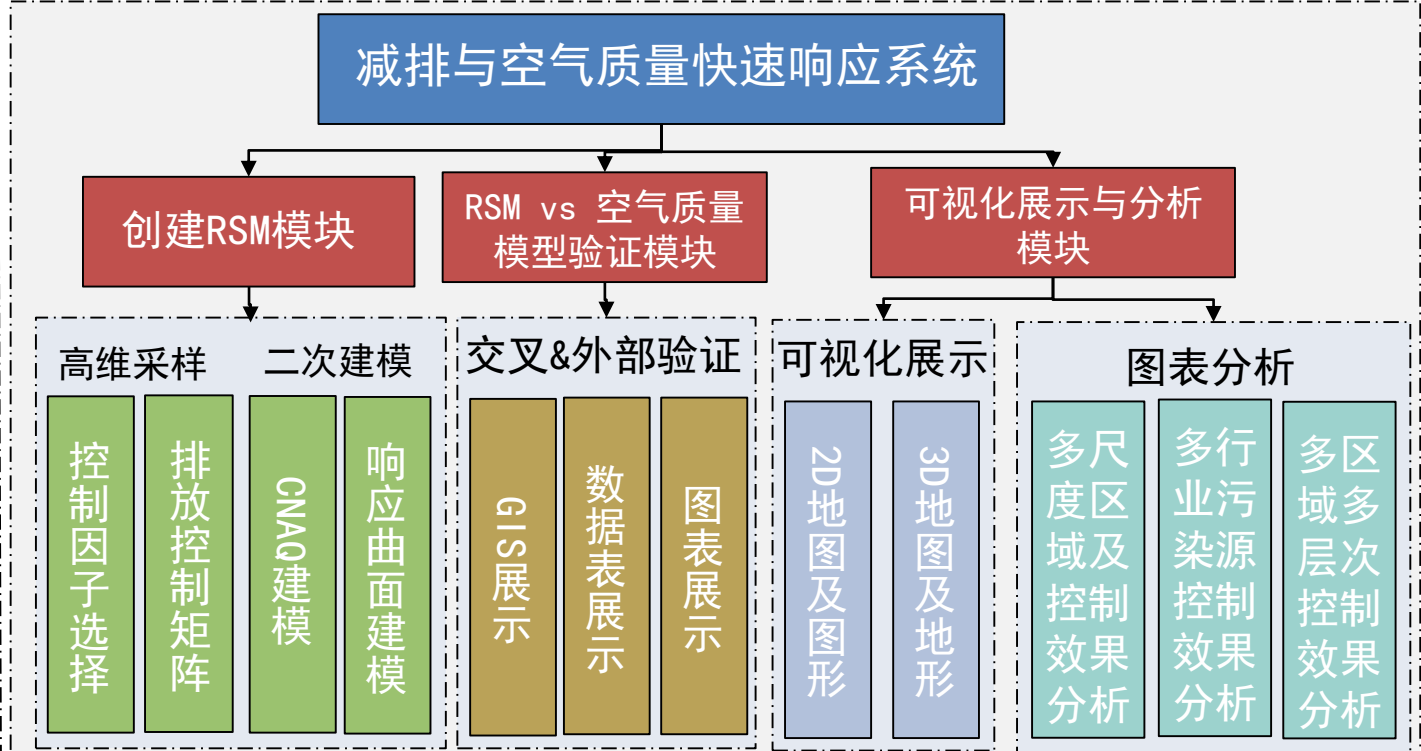 减排与空气质量快速响应系统
创建RSM模块
RSM vs 空气质量
模型验证模块
可视化展示与分析
模块
高维采样
二次建模
控制因子选择
排放控制矩阵
CNAQ建模
响应曲面建模
交叉&外部验证
GIS展示
数据表展示
图表展示
可视化展示
2D地图及图形
3D地图及地形
图表分析
多尺
度区
域及
控制
效果
分析
多行
业污
染源
控制
效果
分析
多区
域多
层次
控制
效果
分析